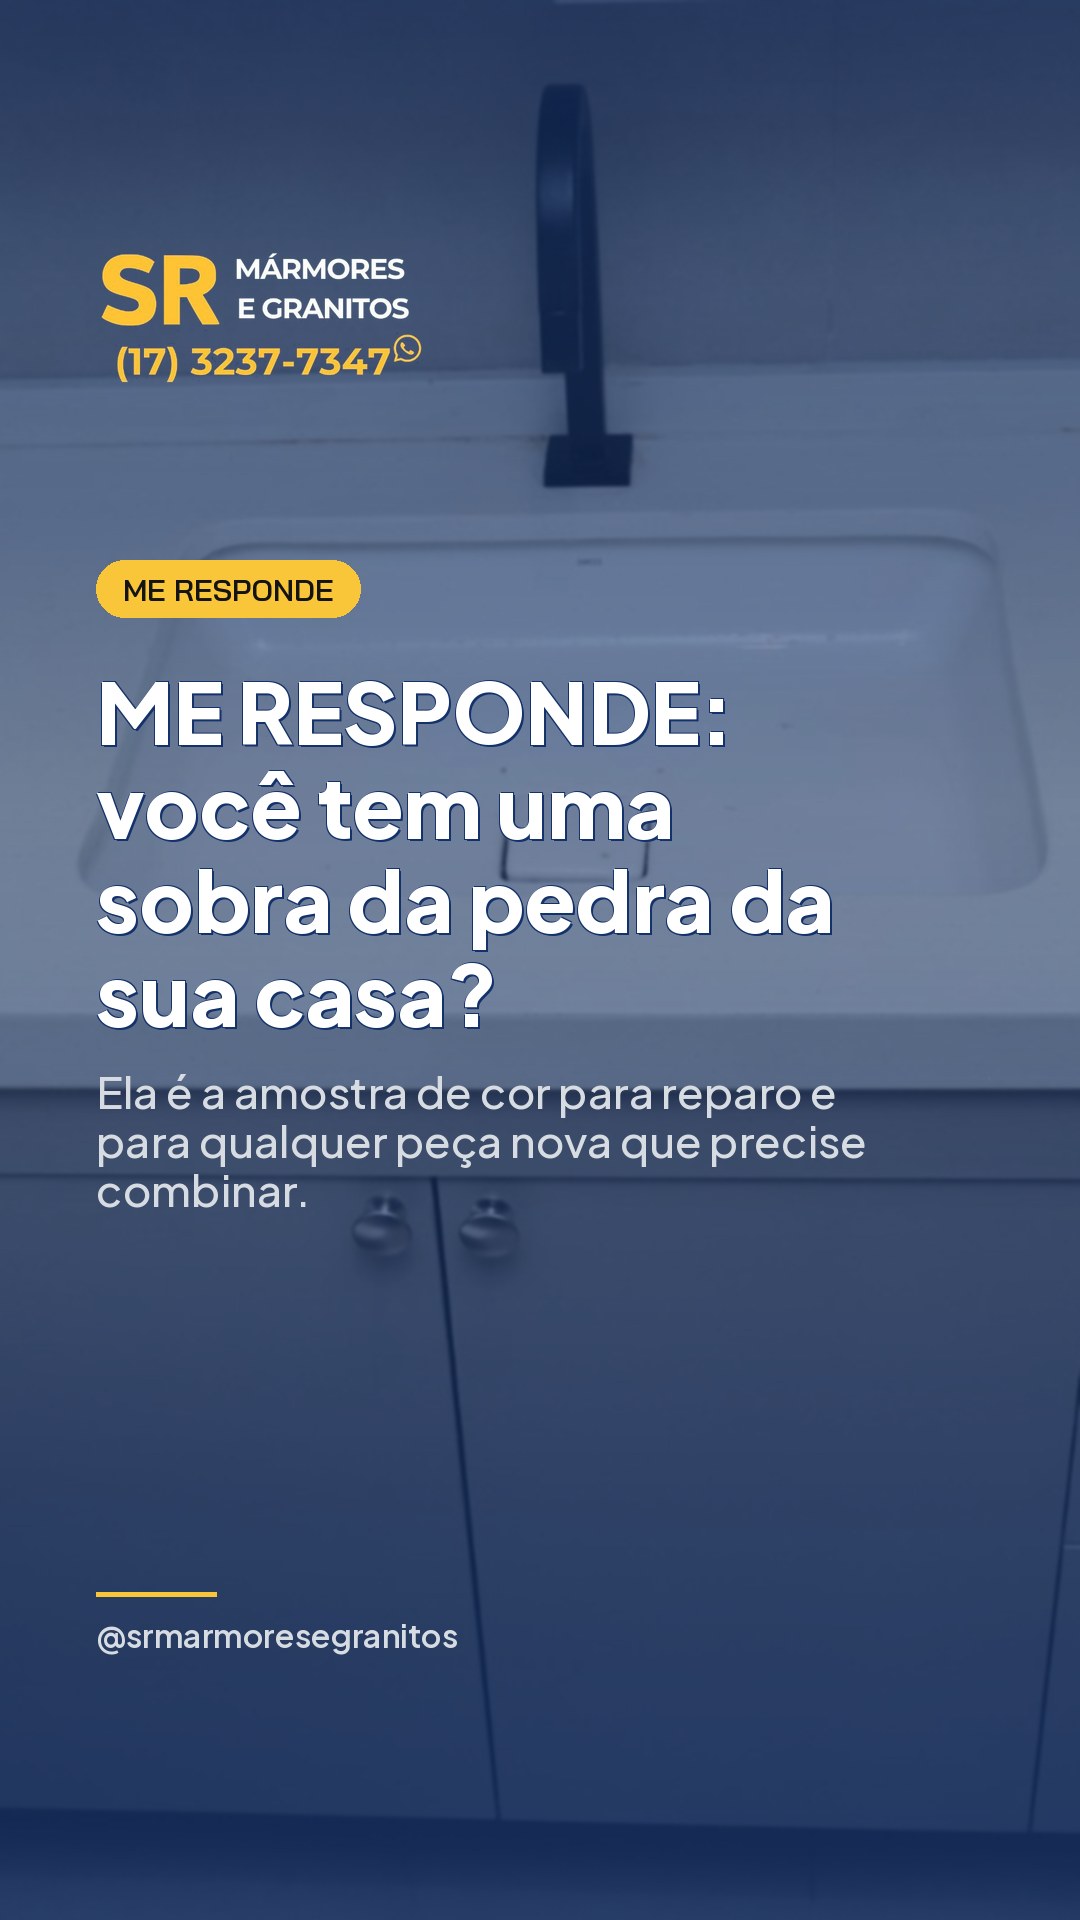 SR MÁRMORES
E GRANITOS
(17) 3237-7347
ME RESPONDE
ME RESPONDE:
você tem uma
sobra da pedra da
sua casa?
Ela é a amostra de cor para reparo e
para qualquer peça nova que precise
combinar.
@srmarmoresegranitos